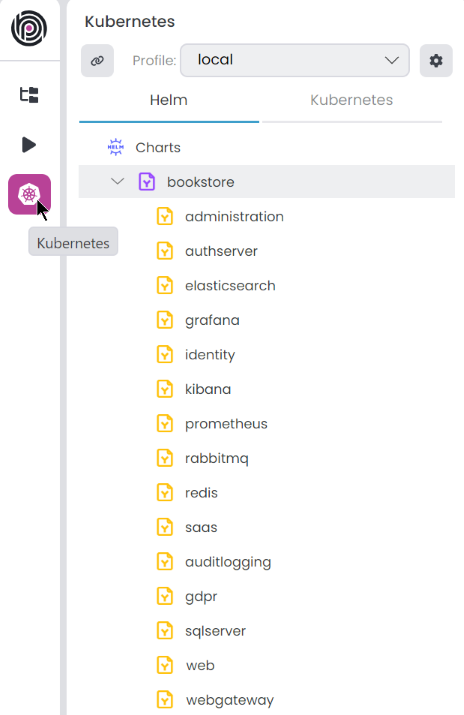 Kubernetes
Profile: local
Helm Kubernetes
HELM Charts
bookstore
administration
authserver
Kubernetes
elasticsearch
grafana
identity
kibana
prometheus
rabbitmq
redis
saas
auditlogging
gdpr
sqlserver
web
webgateway